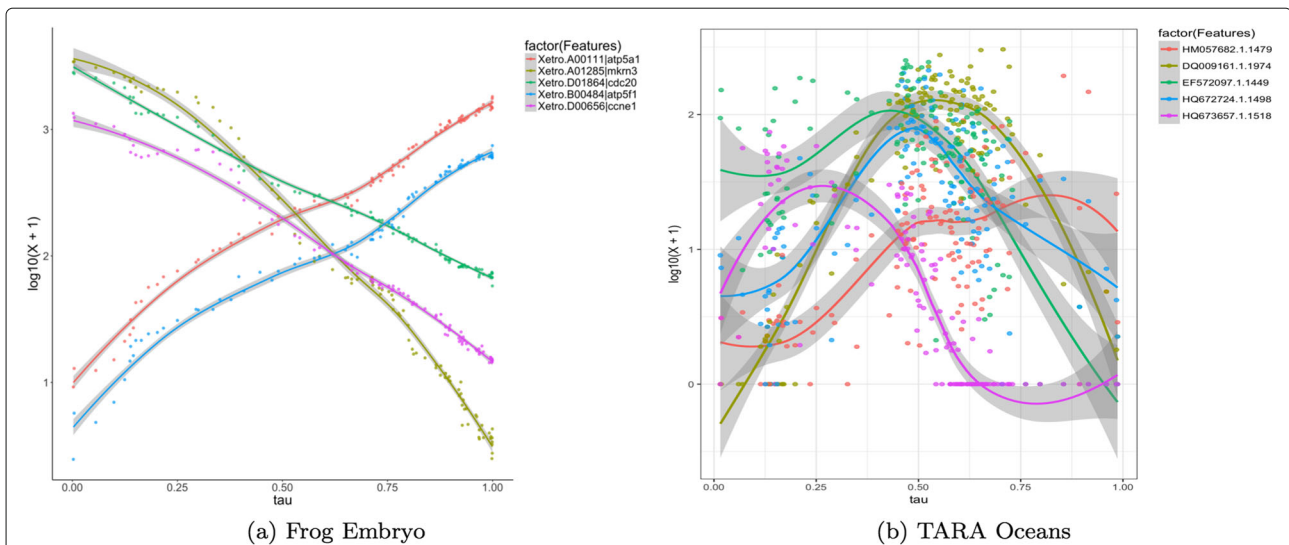 factor(Features)
Xetro.A00111|atp5a1
Xetro.A01285|mkrn3
Xetro.D01864|cdc20
Xetro.B00484|atp5f1
Xetro.D00656|ccne1
log10(X + 1)
3
2
1
0.00 0.25 0.50 0.75 1.00
tau
(a) Frog Embryo
factor(Features)
HM057682.1.1479
DQ009161.1.1974
EF572097.1.1449
HQ672724.1.1498
HQ673657.1.1518
log10(X + 1)
2
1
0
0.00 0.25 0.50 0.75 1.00
tau
(b) TARA Oceans